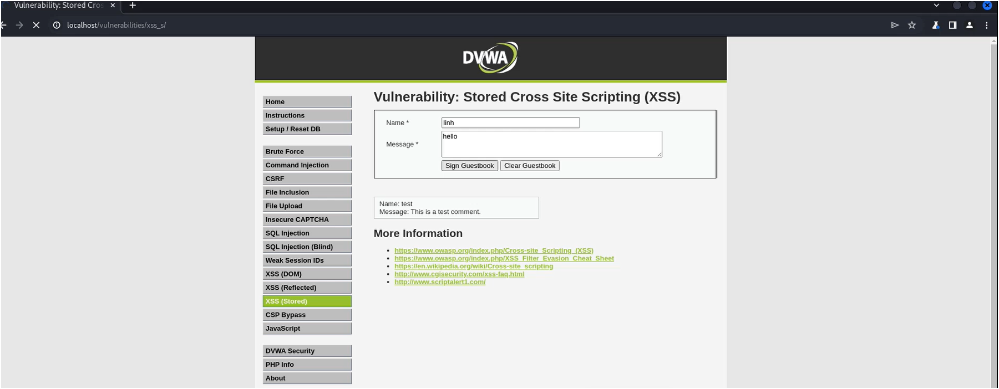 Vulnerability: Stored Cros
localhost/vulnerabilities/xss_s/
DVWA
Home
Instructions
Setup / Reset DB
Brute Force
Command Injection
CSRF
File Inclusion
File Upload
Insecure CAPTCHA
SQL Injection
SQL Injection (Blind)
Weak Session IDs
XSS (DOM)
XSS (Reflected)
XSS (Stored)
CSP Bypass
JavaScript
DVWA Security
PHP Info
About
Vulnerability: Stored Cross Site Scripting (XSS)
Name * linh
Message * hello
Sign Guestbook Clear Guestbook
Name: test
Message: This is a test comment.
More Information
https://www.owasp.org/index.php/Cross-site_Scripting_(XSS)
https://www.owasp.org/index.php/XSS_Filter_Evasion_Cheat_Sheet
https://en.wikipedia.org/wiki/Cross-site_scripting
http://www.cgisecurity.com/xss-faq.html
http://www.scriptalert1.com/